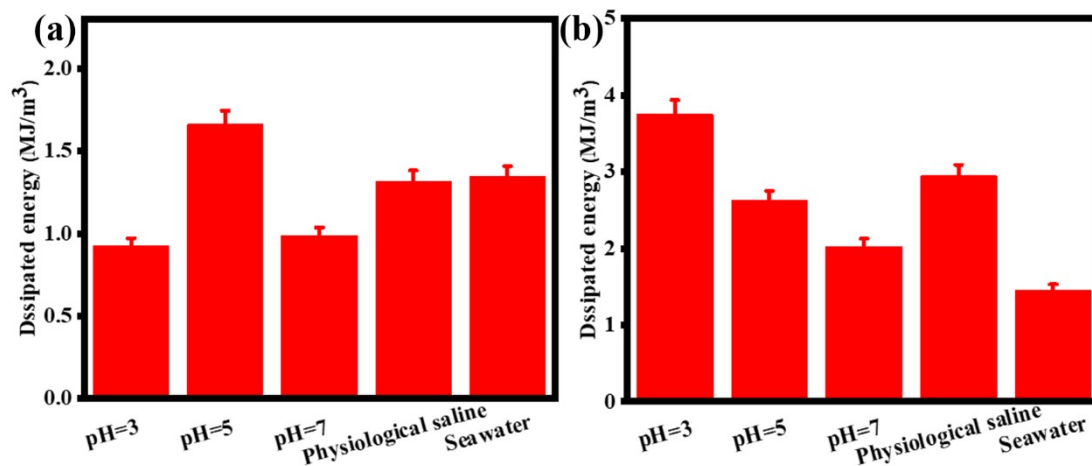 (a)
Dssipated energy (MJ/m³)
2.0
1.5
1.0
0.5
0.0
pH=3
pH=5
pH=7
Physiological saline
Seawater
(b)
Dssipated energy (MJ/m³)
5
4
3
2
1
0
pH=3
pH=5
pH=7
Physiological saline
Seawater